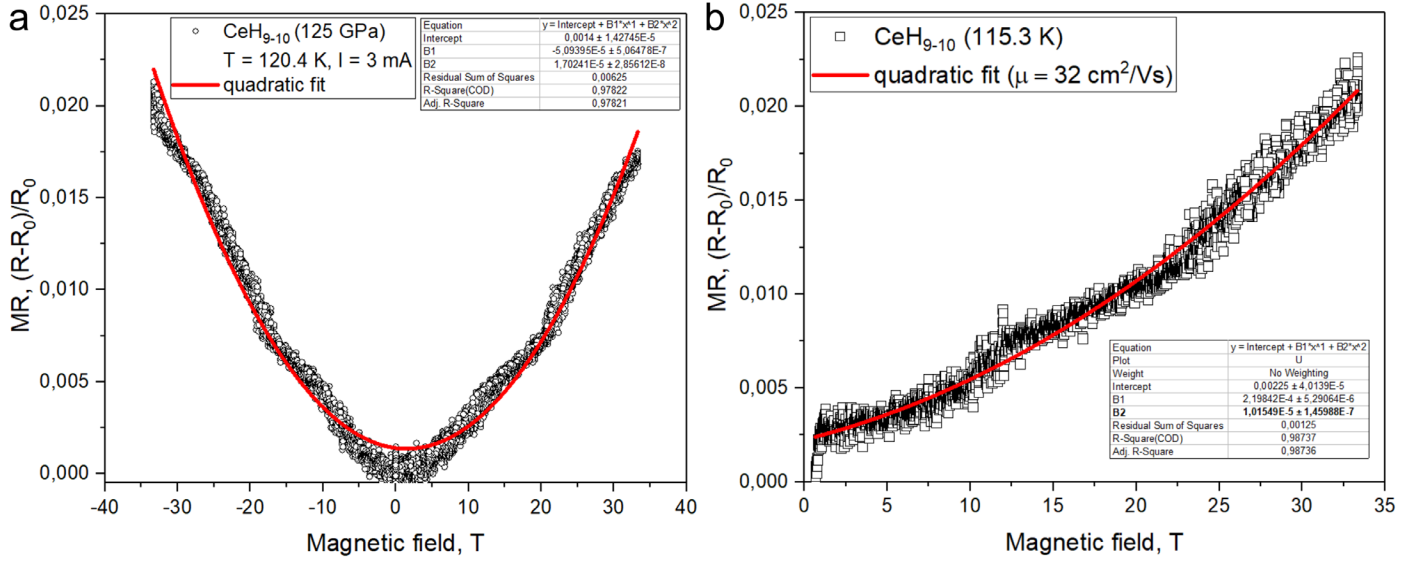 a
0,025
0,020
0,015
0,010
0,005
0,000
MR, (R-R0)/R0
-40 -30 -20 -10 0 10 20 30 40
Magnetic field, T
CeH9-10 (125 GPa)
T = 120.4 K, I = 3 mA
quadratic fit
Equation y = Intercept + B1*x^1 + B2*x^2
Intercept 0,0014 ± 1,42745E-5
B1 -5,09395E-5 ± 5,06478E-7
B2 1,70241E-5 ± 2,85612E-8
Residual Sum of Squares 0,00625
R-Square(COD) 0,97822
Adj. R-Square 0,97821
b
0,025
0,020
0,015
0,010
0,005
0,000
MR, (R-R0)/R0
0 5 10 15 20 25 30 35
Magnetic field, T
CeH9-10 (115.3 K)
quadratic fit (μ = 32 cm²/Vs)
Equation y = Intercept + B1*x^1 + B2*x^2
Plot U
Weight No Weighting
Intercept 0,00225 ± 4,0139E-5
B1 2,19842E-4 ± 5,29064E-6
B2 1,01549E-5 ± 1,45988E-7
Residual Sum of Squares 0,00125
R-Square(COD) 0,98737
Adj. R-Square 0,98736